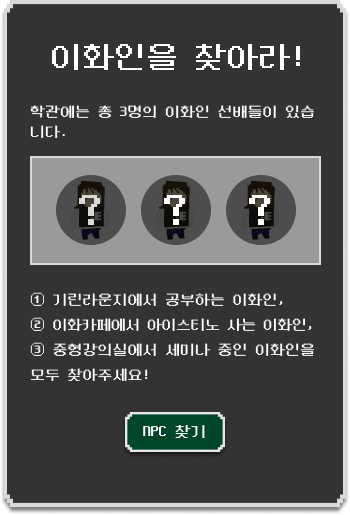 이화인을 찾아라!
학관에는 총 3명의 이화인 선배들이 있습
니다.
? ? ?
① 기린라운지에서 공부하는 이화인,
② 이화카페에서 아이스티노 사는 이화인,
③ 중형강의실에서 세미나 중인 이화인을
모두 찾아주세요!
NPC 찾기